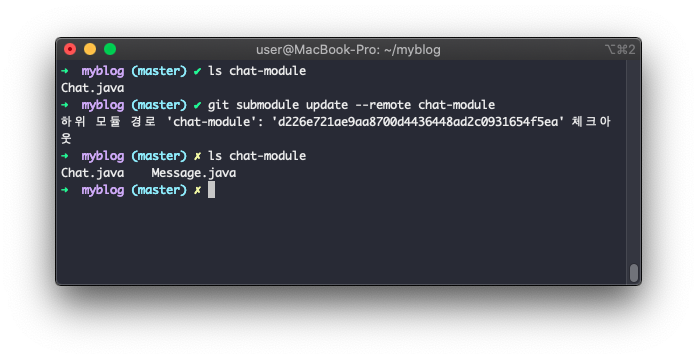 user@MacBook-Pro: ~/myblog
⌥⌘2
➜ myblog (master) ✔ ls chat-module
Chat.java
➜ myblog (master) ✔ git submodule update --remote chat-module
하위 모듈 경로 'chat-module': 'd226e721ae9aa8700d4436448ad2c0931654f5ea' 체크아
웃
➜ myblog (master) ✗ ls chat-module
Chat.java Message.java
➜ myblog (master) ✗